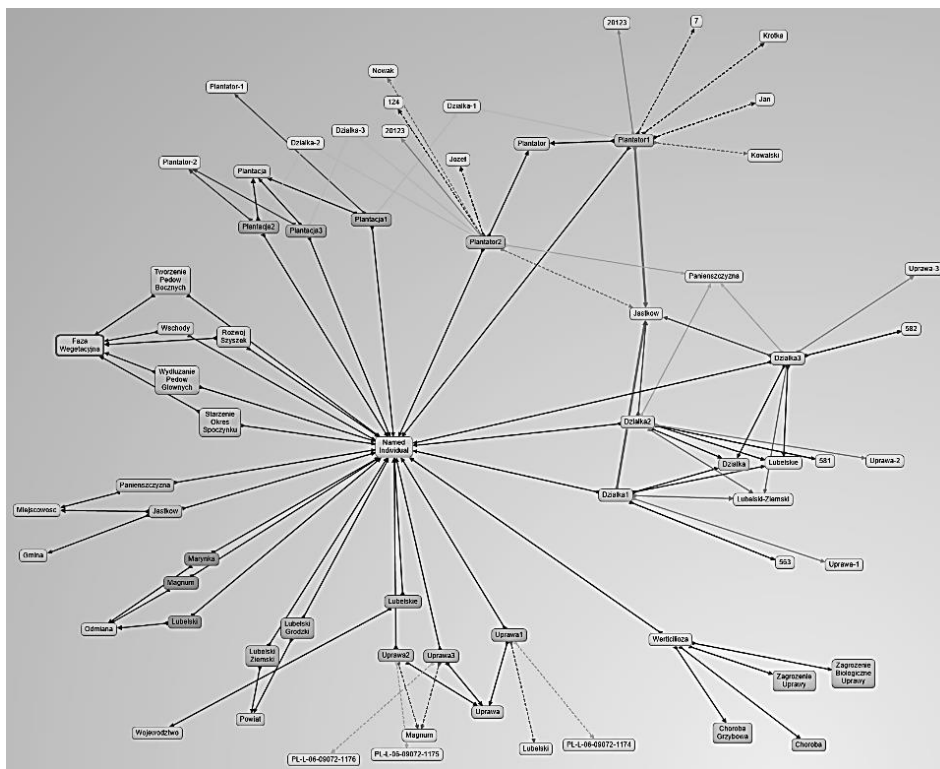 20123
7
Krotka
Nowak
Plantator-1
Jan
124
Dzialka-1
20123
Dzialka-3
Dzialka-2
Plantator
Plantator1
Kowalski
Jozef
Plantator-2
Plantacja
Plantacja2
Plantacja3
Plantacja1
Plantator2
Panienszczyzna
Uprawa-3
Tworzenie
Pedow
Bocznych
Jastkow
Wschody
Rozwoj
Szyszek
582
Faza
Wegetacyjna
Dzialka3
Wydluzanie
Pedow
Glownych
Starzenie
Okres
Spoczynku
Dzialka2
Named
Individual
Dzialka
Lubelskie
581
Uprawa-2
Panienszczyzna
Dzialka1
Lubelski-Ziemski
Miejscowosc
Jastkow
Gmina
Marynka
563
Uprawa-1
Magnum
Lubelskie
Odmiana
Lubelski
Lubelski
Grodzki
Uprawa1
Werticilioza
Lubelski
Ziemski
Uprawa2
Uprawa3
Zagrozenie
Uprawy
Zagrozenie
Biologiczne
Uprawy
Powiat
Uprawa
Wojewodztwo
Magnum
Lubelski
PL-L-06-09072-1174
Choroba
Grzybowa
Choroba
PL-L-06-09072-1176
PL-L-06-09072-1175